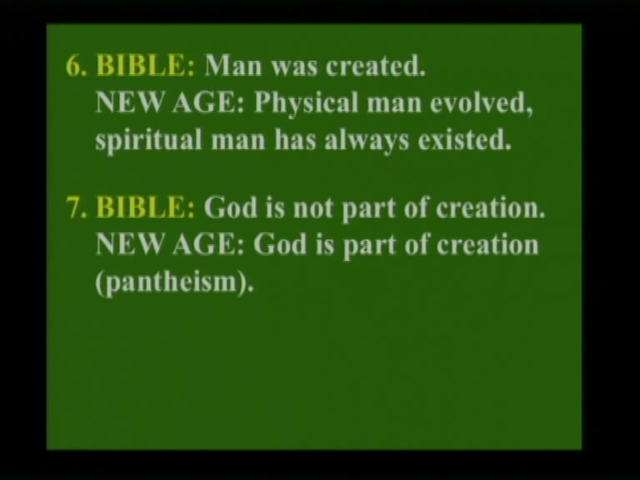 6. BIBLE: Man was created.
NEW AGE: Physical man evolved,
spiritual man has always existed.
7. BIBLE: God is not part of creation.
NEW AGE: God is part of creation
(pantheism).